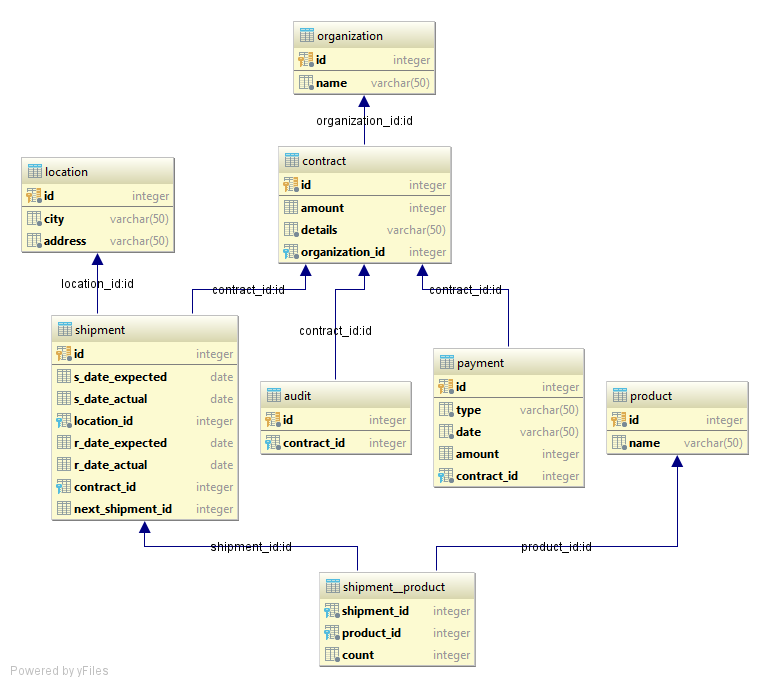 organization
id integer
name varchar(50)
organization_id:id
contract
id integer
amount integer
details varchar(50)
organization_id integer
location
id integer
city varchar(50)
address varchar(50)
location_id:id
contract_id:id
contract_id:id
contract_id:id
shipment
id integer
s_date_expected date
s_date_actual date
location_id integer
r_date_expected date
r_date_actual date
contract_id integer
next_shipment_id integer
audit
id integer
contract_id integer
payment
id integer
type varchar(50)
date varchar(50)
amount integer
contract_id integer
product
id integer
name varchar(50)
shipment_id:id
product_id:id
shipment__product
shipment_id integer
product_id integer
count integer
Powered by yFiles